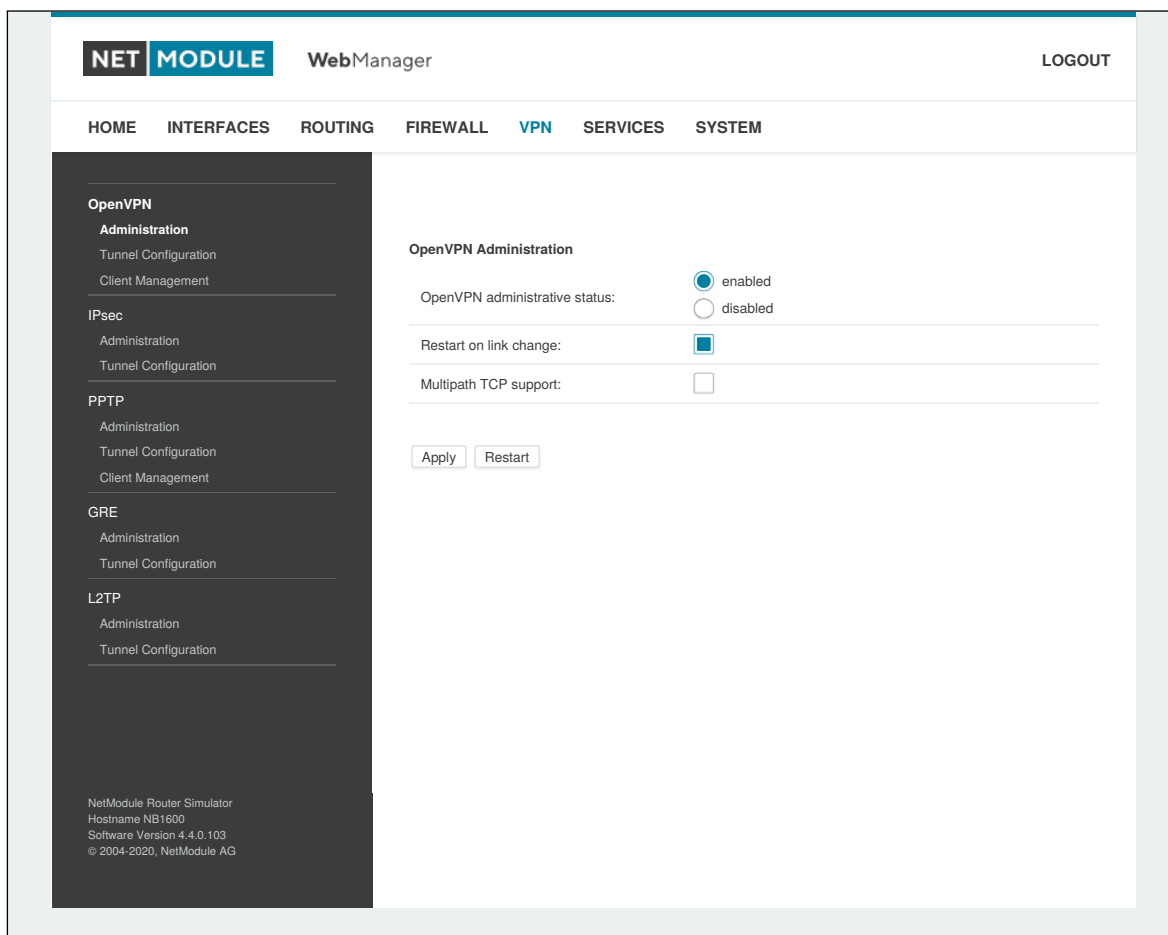 NET MODULE WebManager LOGOUT
HOME INTERFACES ROUTING FIREWALL VPN SERVICES SYSTEM
OpenVPN
Administration
Tunnel Configuration
Client Management
IPsec
Administration
Tunnel Configuration
PPTP
Administration
Tunnel Configuration
Client Management
GRE
Administration
Tunnel Configuration
L2TP
Administration
Tunnel Configuration
NetModule Router Simulator
Hostname NB1600
Software Version 4.4.0.103
© 2004-2020, NetModule AG
OpenVPN Administration
OpenVPN administrative status:
enabled
disabled
Restart on link change:
Multipath TCP support:
Apply Restart